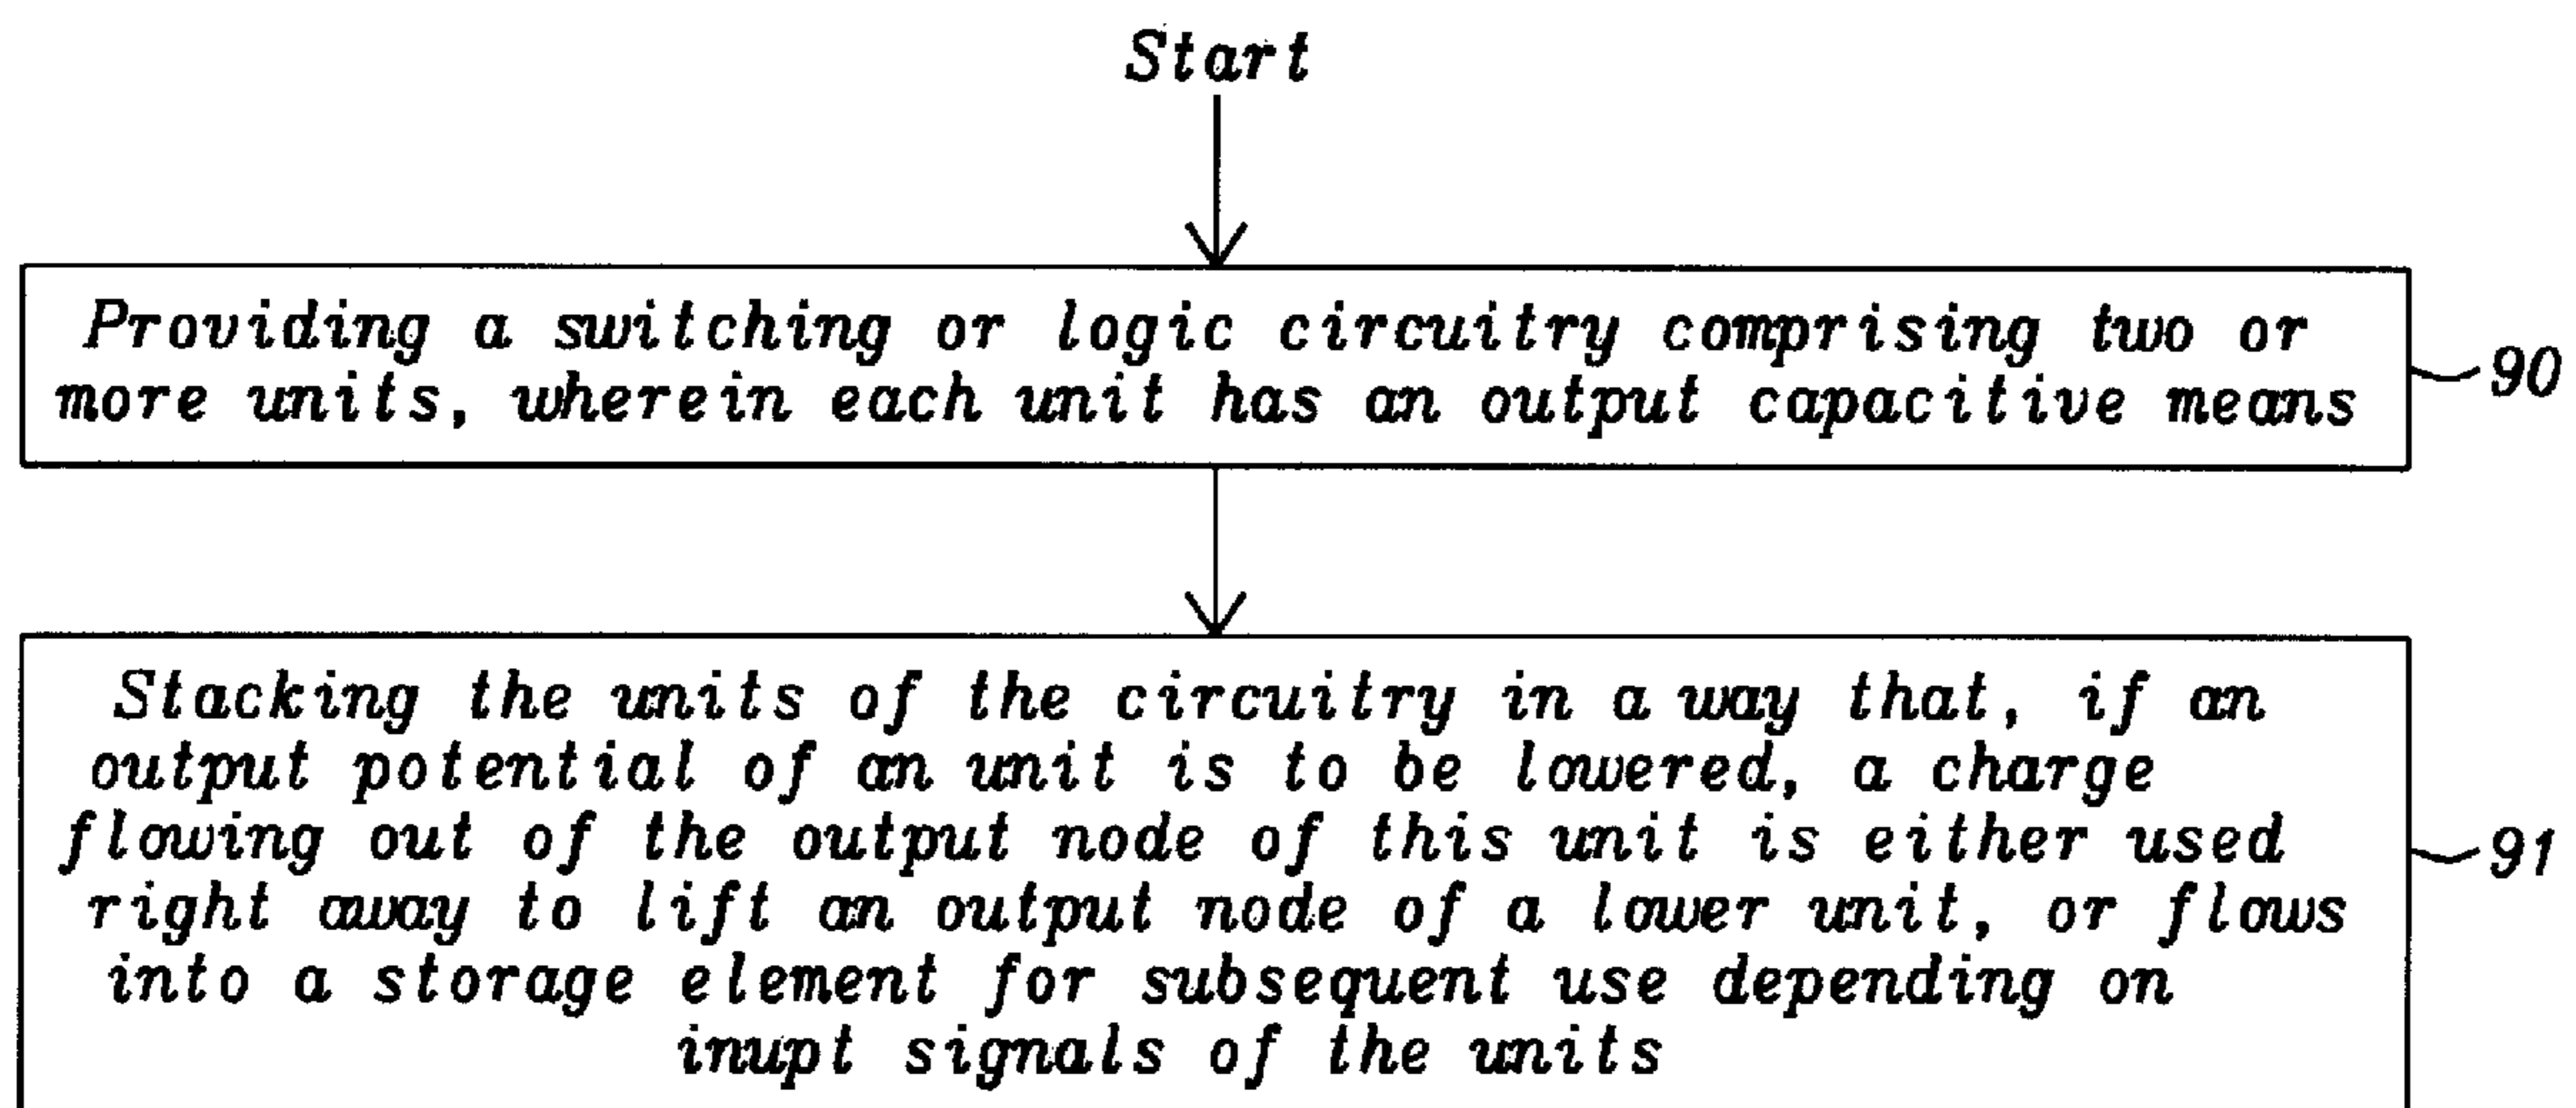 Start
Providing a switching or logic circuitry comprising two or
more units, wherein each unit has an output capacitive means
90
Stacking the units of the circuitry in a way that, if an
output potential of an unit is to be lowered, a charge
flowing out of the output node of this unit is either used
right away to lift an output node of a lower unit, or flows
into a storage element for subsequent use depending on
inupt signals of the units
91